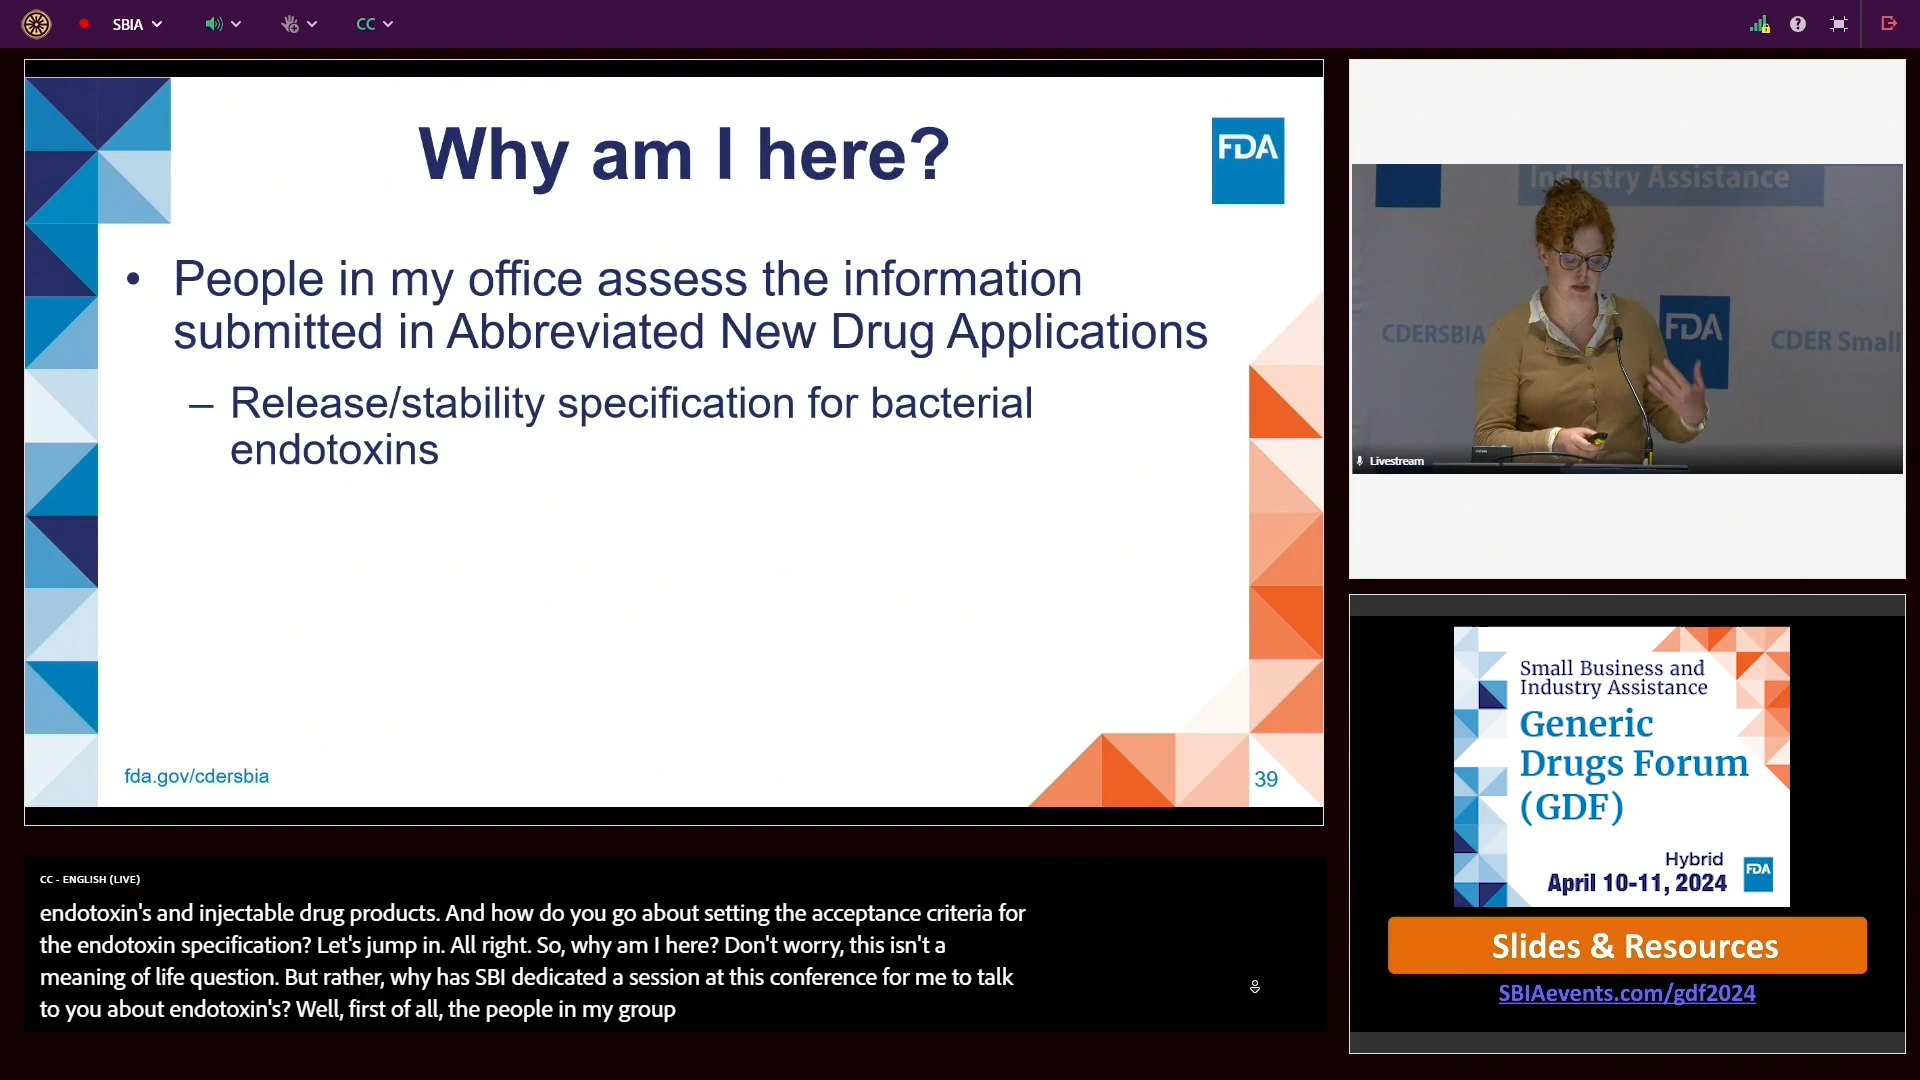 SBIA
CC
Why am I here?
FDA
• People in my office assess the information
submitted in Abbreviated New Drug Applications
– Release/stability specification for bacterial
endotoxins
fda.gov/cdersbia
39
Industry Assistance
CDERSBIA
FDA
CDER Small
Livestream
Small Business and
Industry Assistance
Generic
Drugs Forum
(GDF)
Hybrid
April 10-11, 2024
FDA
Slides & Resources
SBIAevents.com/gdf2024
CC - ENGLISH (LIVE)
endotoxin's and injectable drug products. And how do you go about setting the acceptance criteria for
the endotoxin specification? Let's jump in. All right. So, why am I here? Don't worry, this isn't a
meaning of life question. But rather, why has SBI dedicated a session at this conference for me to talk
to you about endotoxin's? Well, first of all, the people in my group